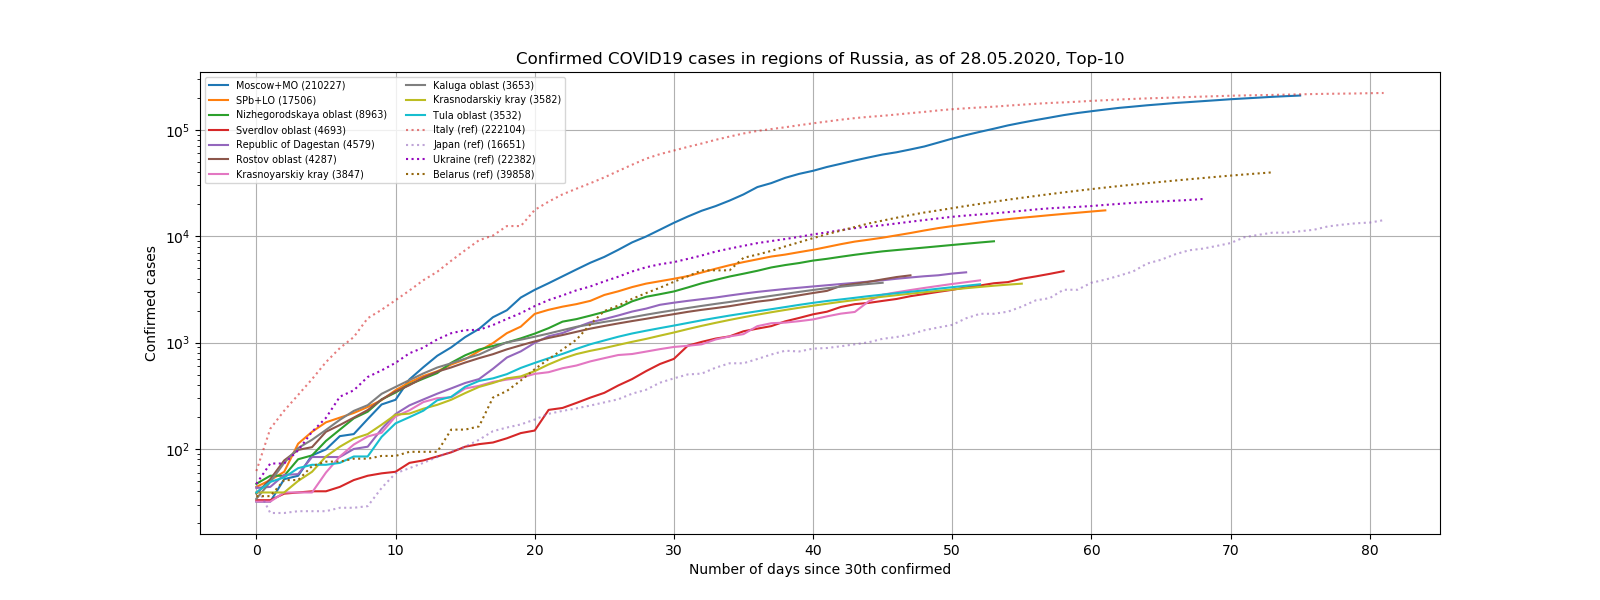 Confirmed COVID19 cases in regions of Russia, as of 28.05.2020, Top-10
Moscow+MO (210227)
SPb+LO (17506)
Nizhegorodskaya oblast (8963)
Sverdlov oblast (4693)
Republic of Dagestan (4579)
Rostov oblast (4287)
Krasnoyarskiy kray (3847)
Kaluga oblast (3653)
Krasnodarskiy kray (3582)
Tula oblast (3532)
Italy (ref) (222104)
Japan (ref) (16651)
Ukraine (ref) (22382)
Belarus (ref) (39858)
Confirmed cases
10⁵
10⁴
10³
10²
0 10 20 30 40 50 60 70 80
Number of days since 30th confirmed